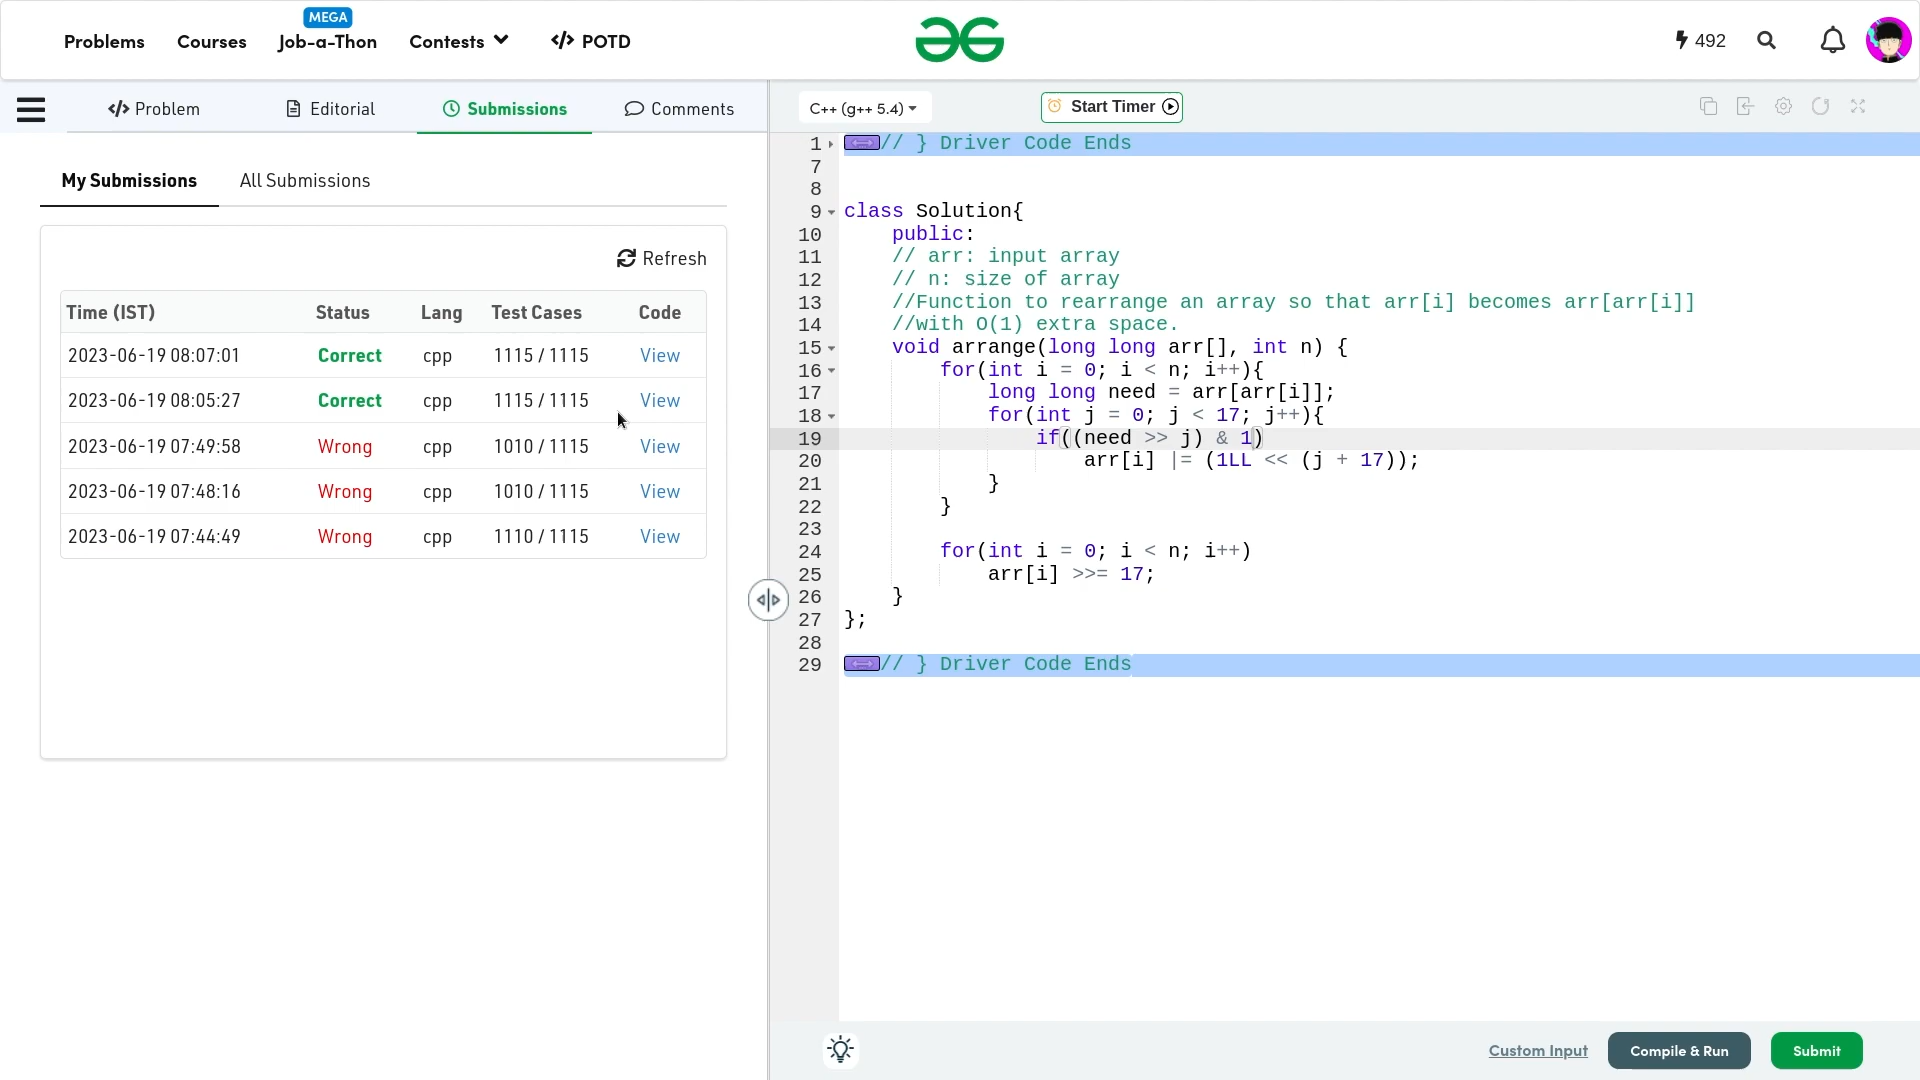 MEGA
Problems Courses Job-a-Thon Contests </> POTD 492
</> Problem Editorial Submissions Comments
C++ (g++ 5.4) Start Timer
My Submissions All Submissions
Refresh
Time (IST) Status Lang Test Cases Code
2023-06-19 08:07:01 Correct cpp 1115 / 1115 View
2023-06-19 08:05:27 Correct cpp 1115 / 1115 View
2023-06-19 07:49:58 Wrong cpp 1010 / 1115 View
2023-06-19 07:48:16 Wrong cpp 1010 / 1115 View
2023-06-19 07:44:49 Wrong cpp 1110 / 1115 View
1 // } Driver Code Ends
7
8
9 class Solution{
10 public:
11 // arr: input array
12 // n: size of array
13 //Function to rearrange an array so that arr[i] becomes arr[arr[i]]
14 //with O(1) extra space.
15 void arrange(long long arr[], int n) {
16 for(int i = 0; i < n; i++){
17 long long need = arr[arr[i]];
18 for(int j = 0; j < 17; j++){
19 if((need >> j) & 1)
20 arr[i] |= (1LL << (j + 17));
21 }
22 }
23
24 for(int i = 0; i < n; i++)
25 arr[i] >>= 17;
26 }
27 };
28
29 // } Driver Code Ends
Custom Input Compile & Run Submit